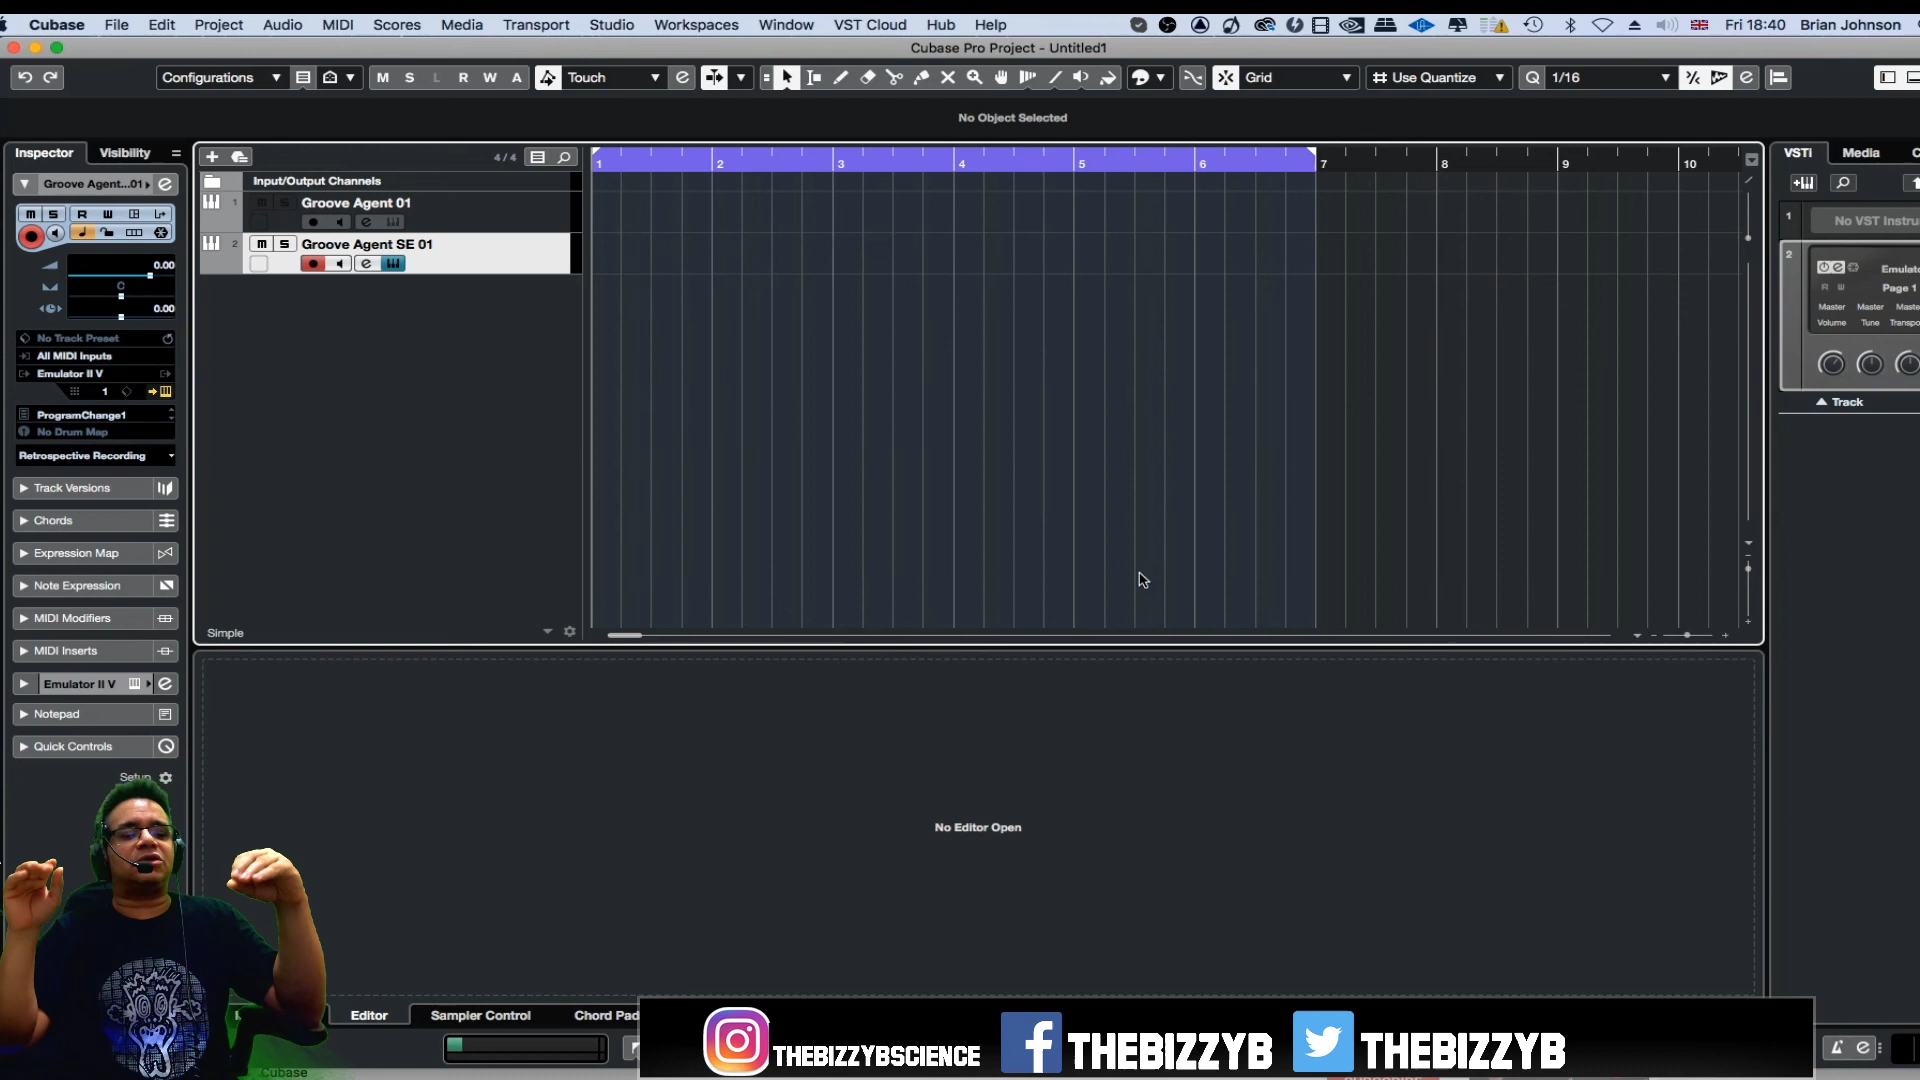 Cubase File Edit Project Audio MIDI Scores Media Transport Studio Workspaces Window VST Cloud Hub Help Fri 18:40 Brian Johnson
Cubase Pro Project - Untitled1
Configurations M S L R W A Touch Grid Use Quantize 1/16
No Object Selected
Inspector Visibility
4/4
1 2 3 4 5 6 7 8 9 10
VSTi Media
Groove Agent...01
Input/Output Channels
1 m S Groove Agent 01
2 m S Groove Agent SE 01
m S R W
0.00
C
0.00
No Track Preset
All MIDI Inputs
Emulator II V
1
ProgramChange1
No Drum Map
Retrospective Recording
Track Versions
Chords
Expression Map
Note Expression
MIDI Modifiers
MIDI Inserts
Emulator II V
Notepad
Quick Controls
Setup
Simple
1 No VST Instru
2 Emulato
R W Page 1
Master Master Maste
Volume Tune Transpo
Track
No Editor Open
Editor Sampler Control Chord Pad
Cubase
THEBIZZYBSCIENCE THEBIZZYB THEBIZZYB